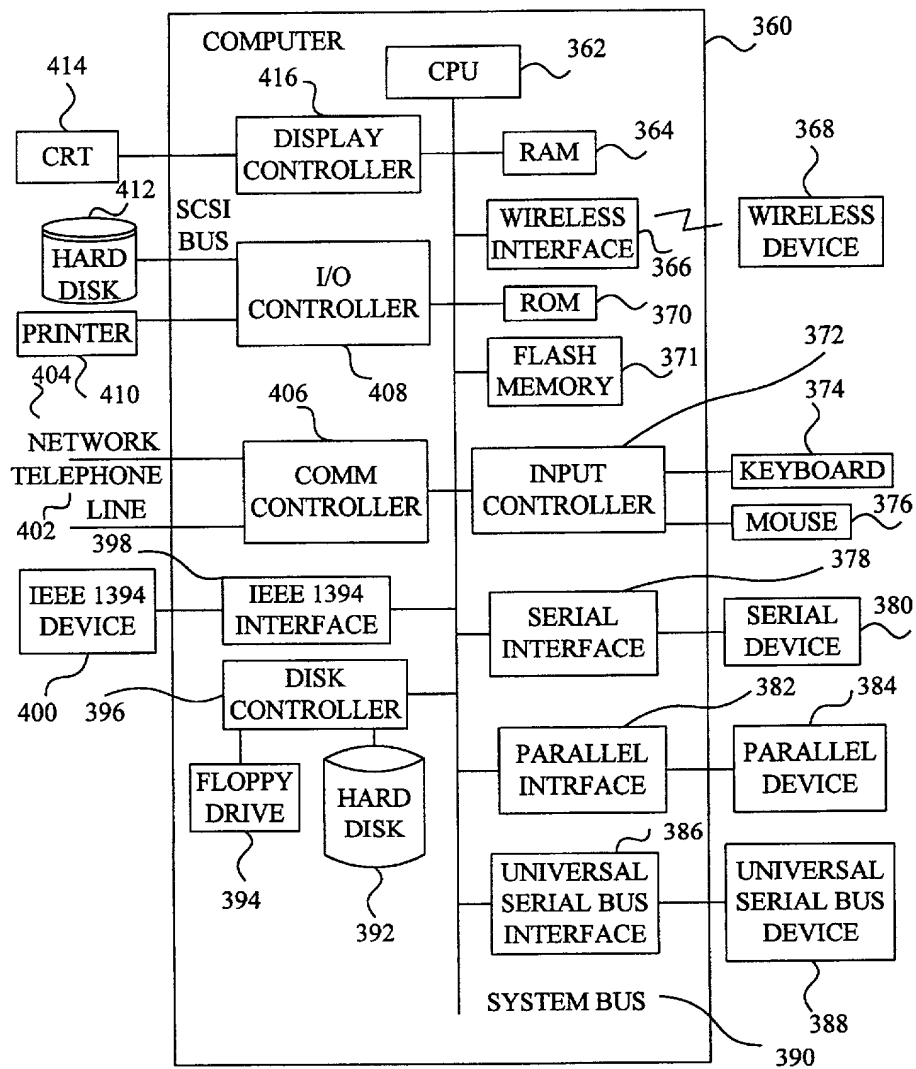 COMPUTER
360
414
416
CPU
362
CRT
DISPLAY
CONTROLLER
RAM
364
368
412
SCSI
BUS
WIRELESS
INTERFACE
366
WIRELESS
DEVICE
HARD
DISK
I/O
CONTROLLER
ROM
370
PRINTER
410
408
FLASH
MEMORY
371
372
404
406
374
NETWORK
TELEPHONE
LINE
402
COMM
CONTROLLER
INPUT
CONTROLLER
KEYBOARD
376
MOUSE
398
378
IEEE 1394
DEVICE
IEEE 1394
INTERFACE
SERIAL
INTERFACE
SERIAL
DEVICE
380
400
396
DISK
CONTROLLER
382
384
FLOPPY
DRIVE
HARD
DISK
PARALLEL
INTRFACE
PARALLEL
DEVICE
394
392
386
UNIVERSAL
SERIAL BUS
INTERFACE
UNIVERSAL
SERIAL BUS
DEVICE
388
SYSTEM BUS
390